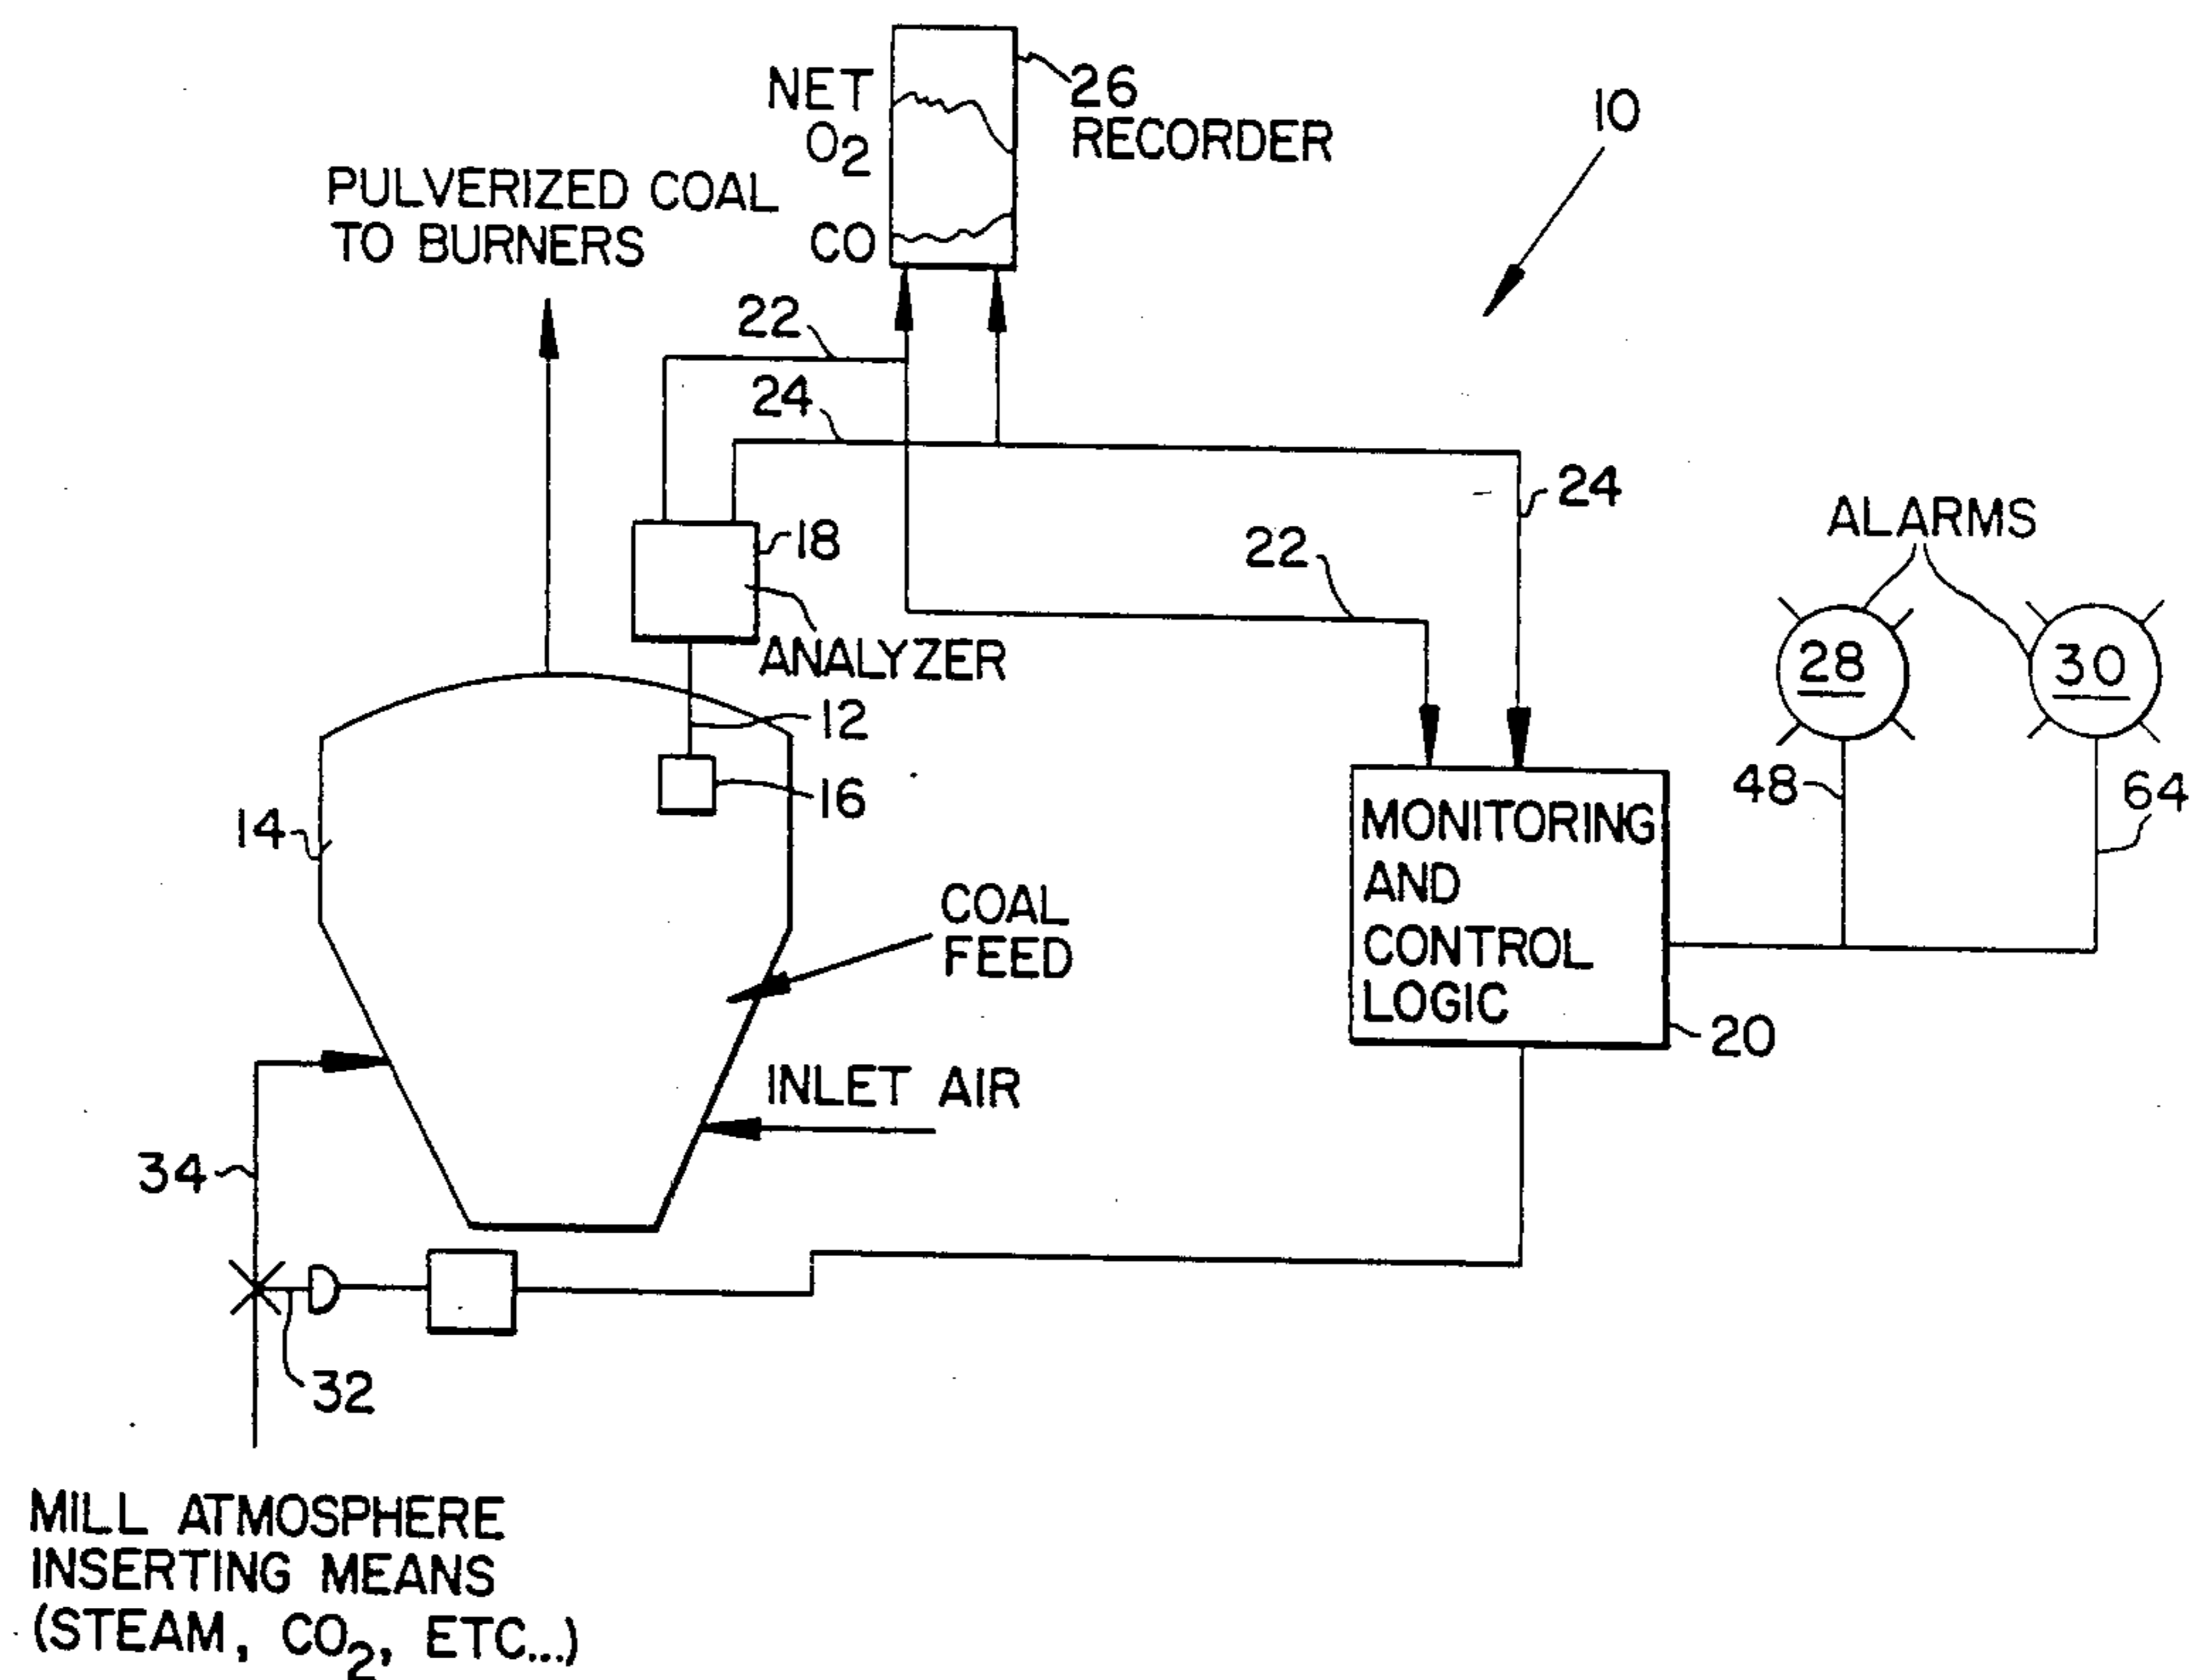 NET
O2
CO
26
RECORDER
10
PULVERIZED COAL
TO BURNERS
22
24
24
18
ANALYZER
22
ALARMS
28
30
12
16
14
48
64
MONITORING
AND
CONTROL
LOGIC
20
COAL
FEED
INLET AIR
34
32
MILL ATMOSPHERE
INSERTING MEANS
(STEAM, CO2, ETC...)